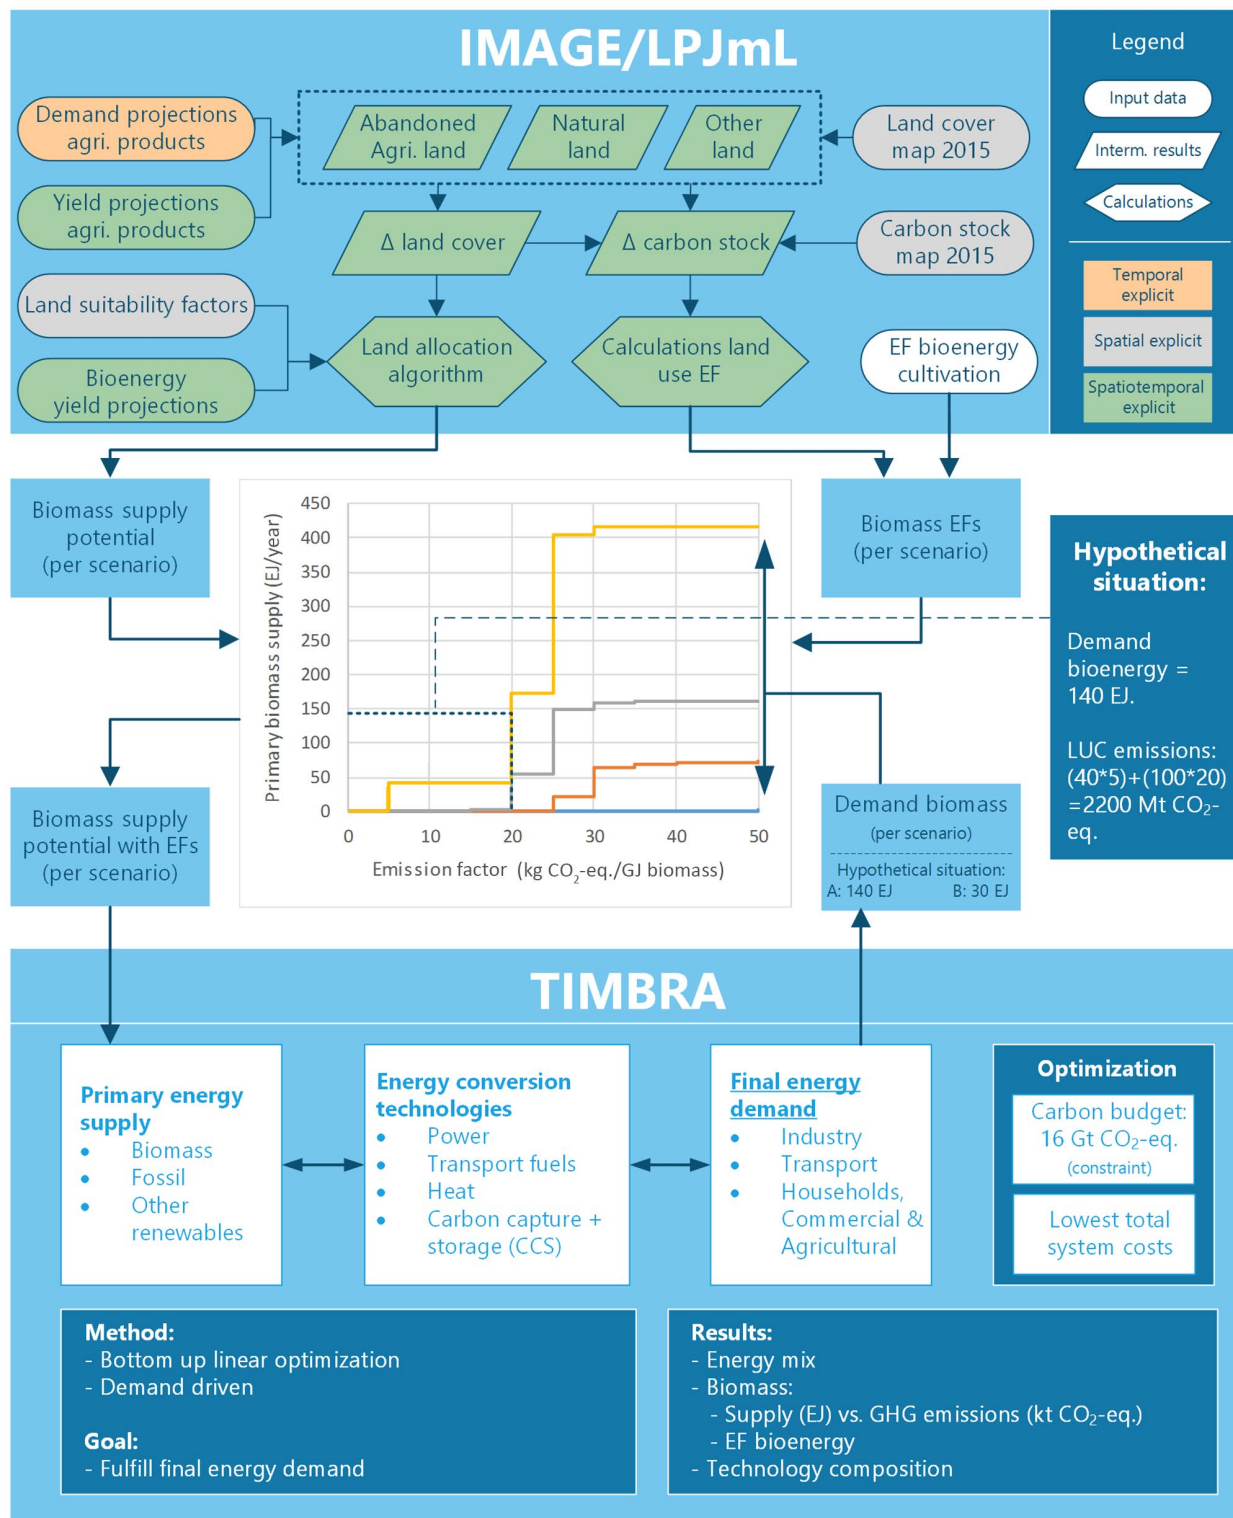 IMAGE/LPJmL
Legend
Input data
Interm. results
Calculations
Temporal
explicit
Spatial explicit
Spatiotemporal
explicit
Demand projections
agri. products
Yield projections
agri. products
Land suitability factors
Bioenergy
yield projections
Abandoned
Agri. land
Natural
land
Other
land
Land cover
map 2015
Δ land cover
Δ carbon stock
Carbon stock
map 2015
Land allocation
algorithm
Calculations land
use EF
EF bioenergy
cultivation
Biomass supply
potential
(per scenario)
Primary biomass supply (EJ/year)
450
400
350
300
250
200
150
100
50
0
0
10
20
30
40
50
Emission factor (kg CO₂-eq./GJ biomass)
Biomass EFs
(per scenario)
Hypothetical
situation:
Demand
bioenergy =
140 EJ.
LUC emissions:
(40*5)+(100*20)
=2200 Mt CO₂-
eq.
Biomass supply
potential with EFs
(per scenario)
Demand biomass
(per scenario)
Hypothetical situation:
A: 140 EJ B: 30 EJ
TIMBRA
Primary energy
supply
• Biomass
• Fossil
• Other
renewables
Energy conversion
technologies
• Power
• Transport fuels
• Heat
• Carbon capture +
storage (CCS)
Final energy
demand
• Industry
• Transport
• Households,
Commercial &
Agricultural
Optimization
Carbon budget:
16 Gt CO₂-eq.
(constraint)
Lowest total
system costs
Method:
- Bottom up linear optimization
- Demand driven
Goal:
- Fulfill final energy demand
Results:
- Energy mix
- Biomass:
- Supply (EJ) vs. GHG emissions (kt CO₂-eq.)
- EF bioenergy
- Technology composition